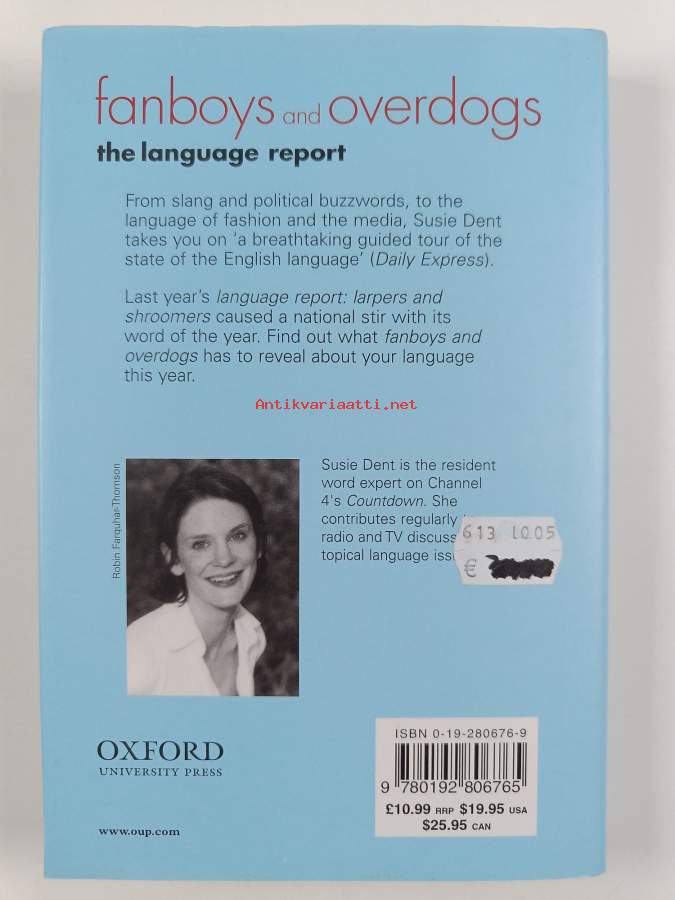 fanboys and overdogs
the language report
From slang and political buzzwords, to the
language of fashion and the media, Susie Dent
takes you on ‘a breathtaking guided tour of the
state of the English language’ (Daily Express).
Last year’s language report: larpers and
shroomers caused a national stir with its
word of the year. Find out what fanboys and
overdogs has to reveal about your language
this year.
Antikvariaatti.net
Robin Farquhar-Thomson
Susie Dent is the resident
word expert on Channel
4's Countdown. She
contributes regularly
radio and TV discuss
topical language iss
613 1005
€
OXFORD
UNIVERSITY PRESS
www.oup.com
ISBN 0-19-280676-9
9 780192 806765
£10.99 RRP $19.95 USA
$25.95 CAN